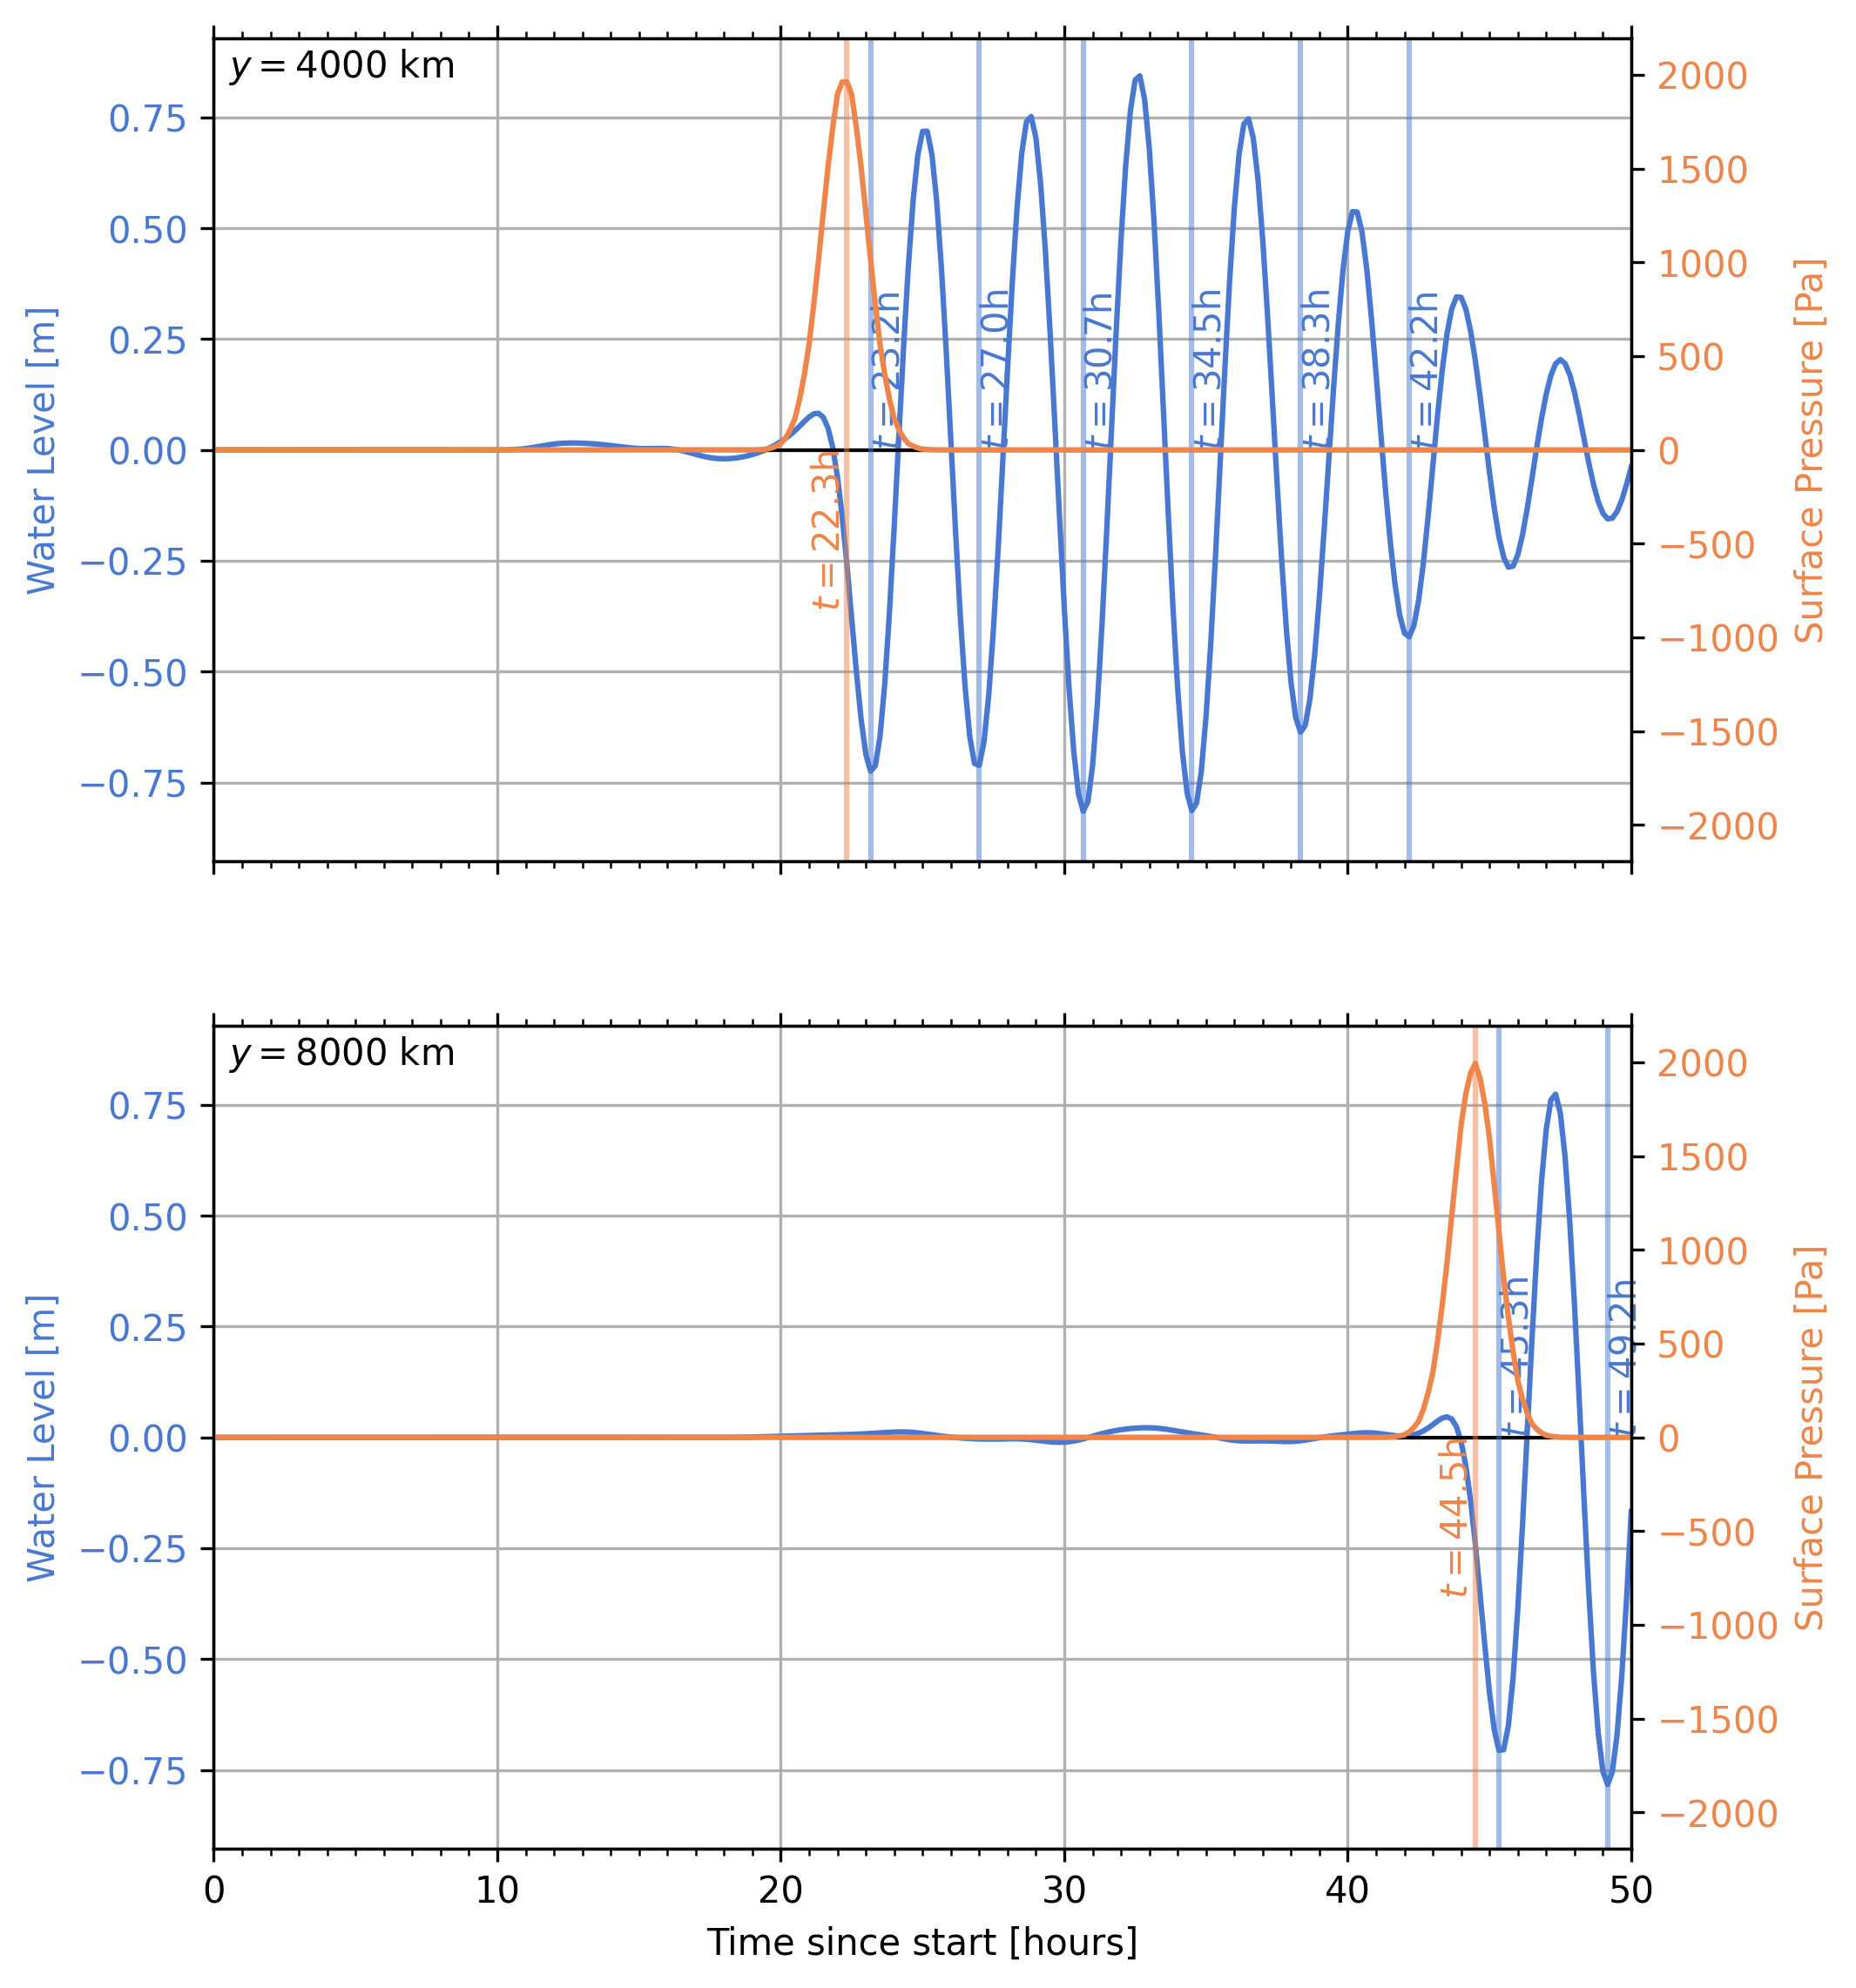 y = 4000 km
Water Level [m]
0.75
0.50
0.25
0.00
−0.25
−0.50
−0.75
t = 22.3h
t = 23.2h
t = 27.0h
t = 30.7h
t = 34.5h
t = 38.3h
t = 42.2h
2000
1500
1000
500
0
−500
−1000
−1500
−2000
Surface Pressure [Pa]
y = 8000 km
Water Level [m]
0.75
0.50
0.25
0.00
−0.25
−0.50
−0.75
t = 44.5h
t = 45.3h
t = 49.2h
2000
1500
1000
500
0
−500
−1000
−1500
−2000
Surface Pressure [Pa]
0 10 20 30 40 50
Time since start [hours]